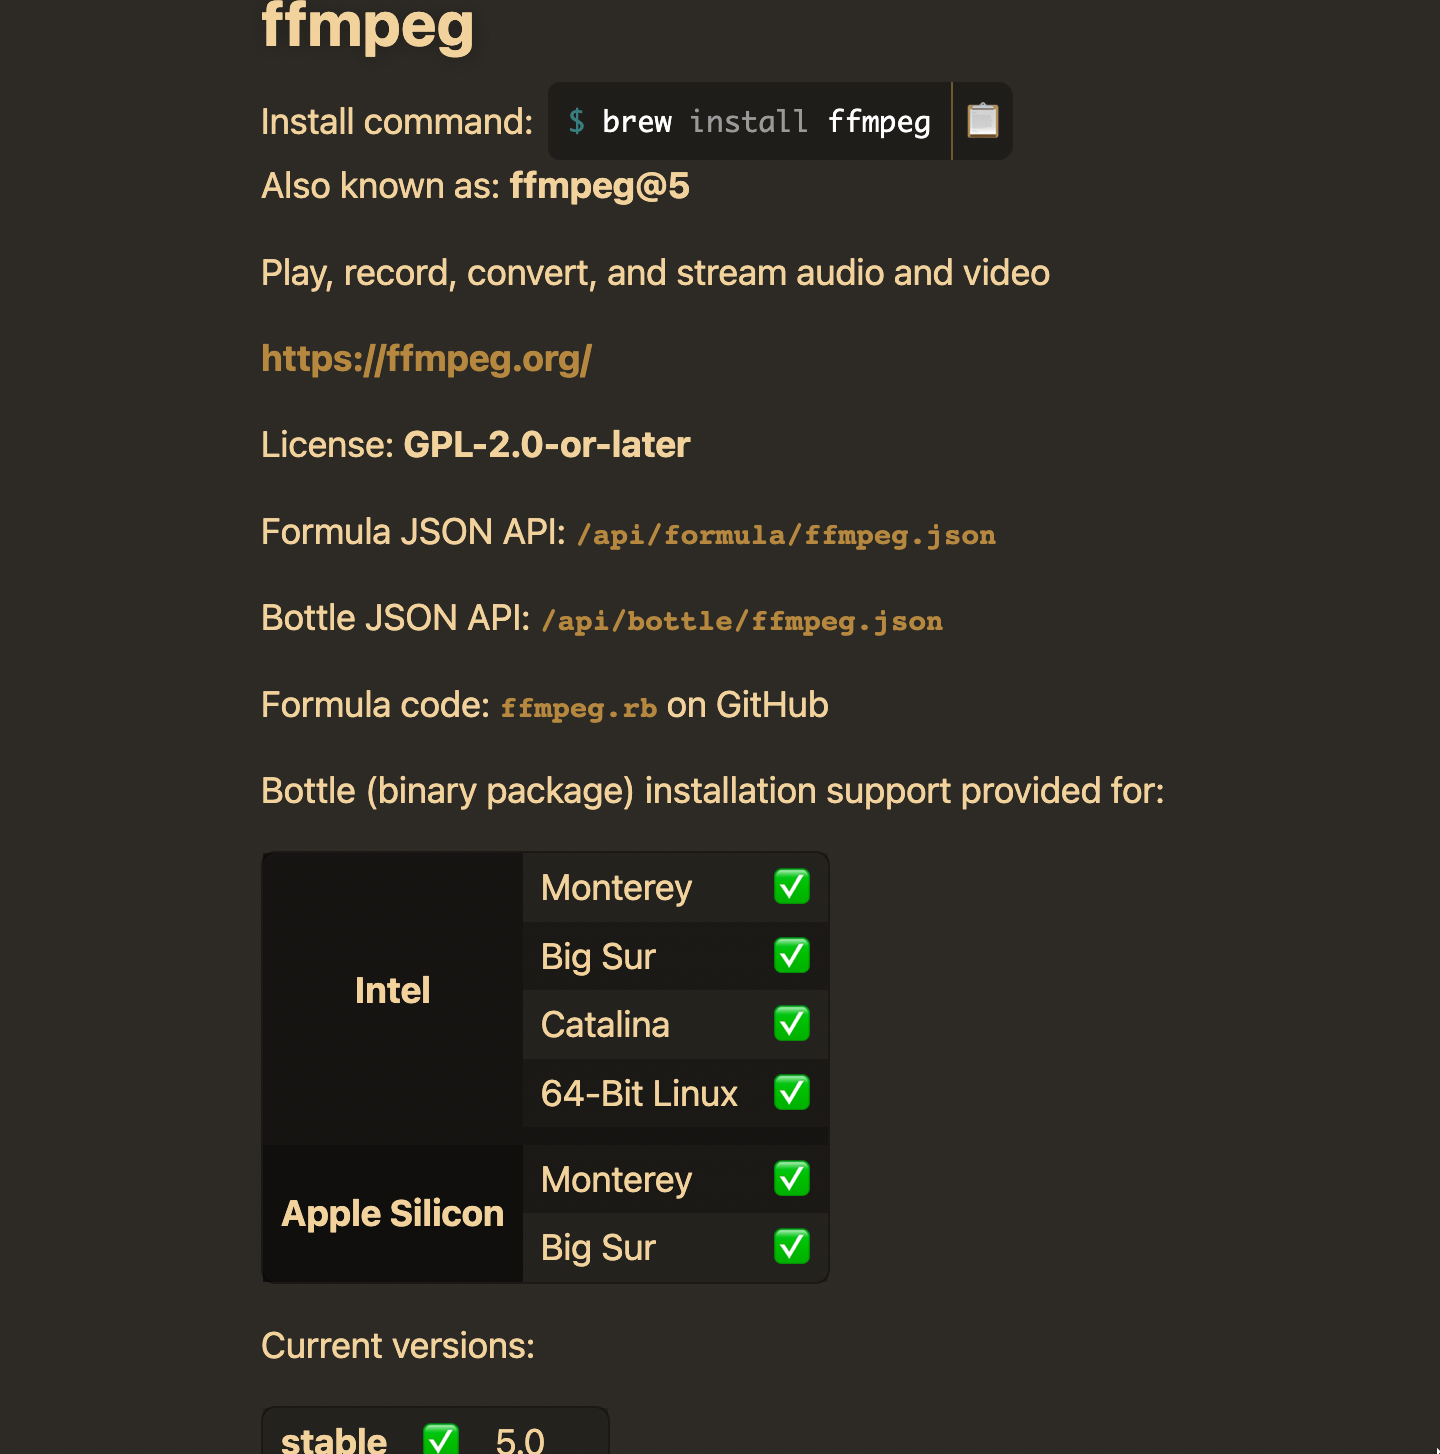 ffmpeg
Install command: $ brew install ffmpeg
Also known as: ffmpeg@5
Play, record, convert, and stream audio and video
https://ffmpeg.org/
License: GPL-2.0-or-later
Formula JSON API: /api/formula/ffmpeg.json
Bottle JSON API: /api/bottle/ffmpeg.json
Formula code: ffmpeg.rb on GitHub
Bottle (binary package) installation support provided for:
Intel
Monterey ✅
Big Sur ✅
Catalina ✅
64-Bit Linux ✅
Apple Silicon
Monterey ✅
Big Sur ✅
Current versions:
stable ✅ 5.0